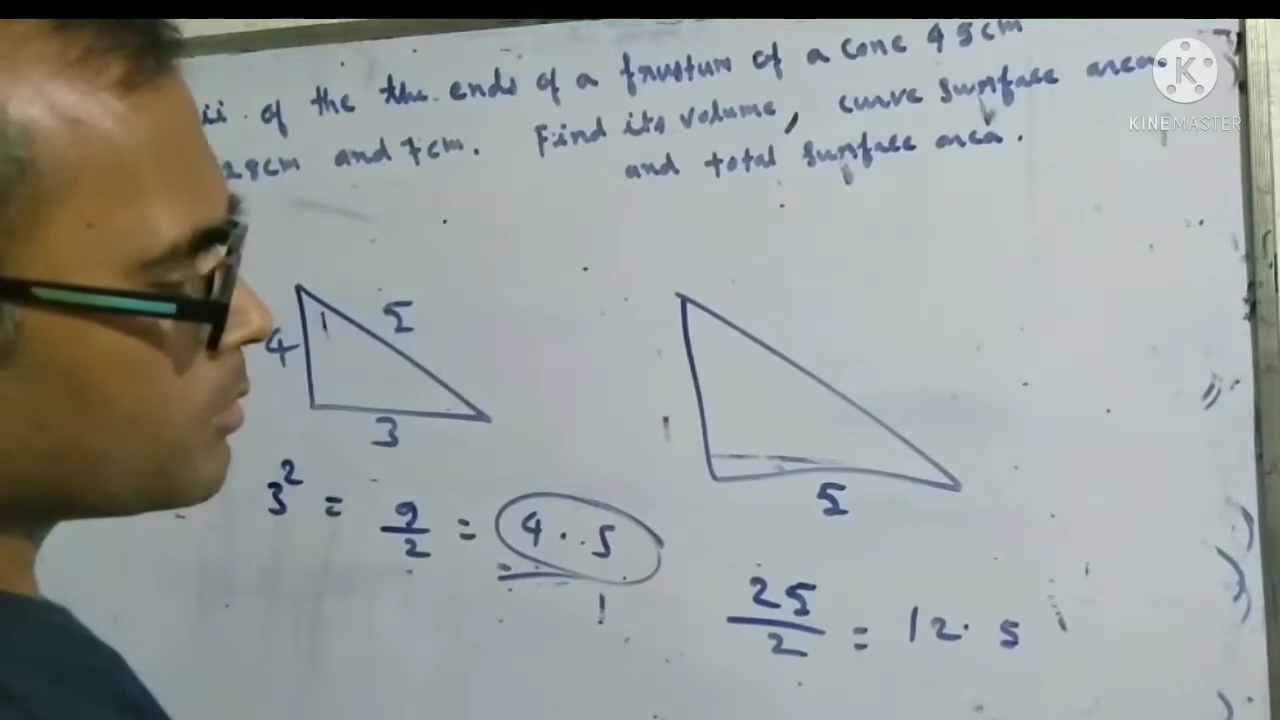 ii. of the the. ends of a frustum of a cone 45cm
28cm and 7cm. Find its volume, curve surface area.
and total surface area.
K
KINEMASTER
4 5
3
5
3² = 9/2 = 4.5
25/2 = 12.5